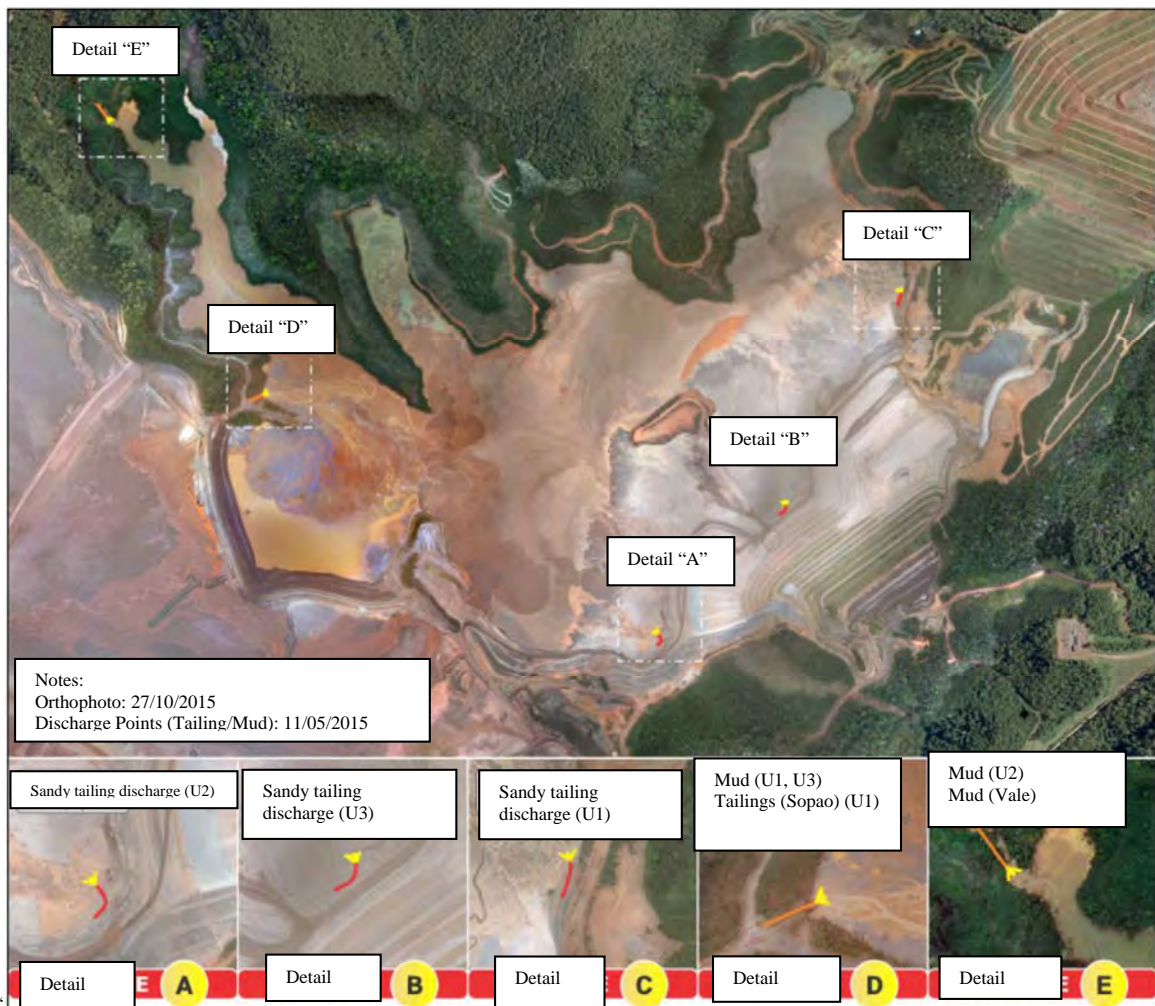 Detail “E”
Detail “C”
Detail “D”
Detail “B”
Detail “A”
Notes:
Orthophoto: 27/10/2015
Discharge Points (Tailing/Mud): 11/05/2015
Sandy tailing discharge (U2)
Sandy tailing
discharge (U3)
Sandy tailing
discharge (U1)
Mud (U1, U3)
Tailings (Sopao) (U1)
Mud (U2)
Mud (Vale)
Detail E A
Detail B
Detail E C
Detail D
Detail E E